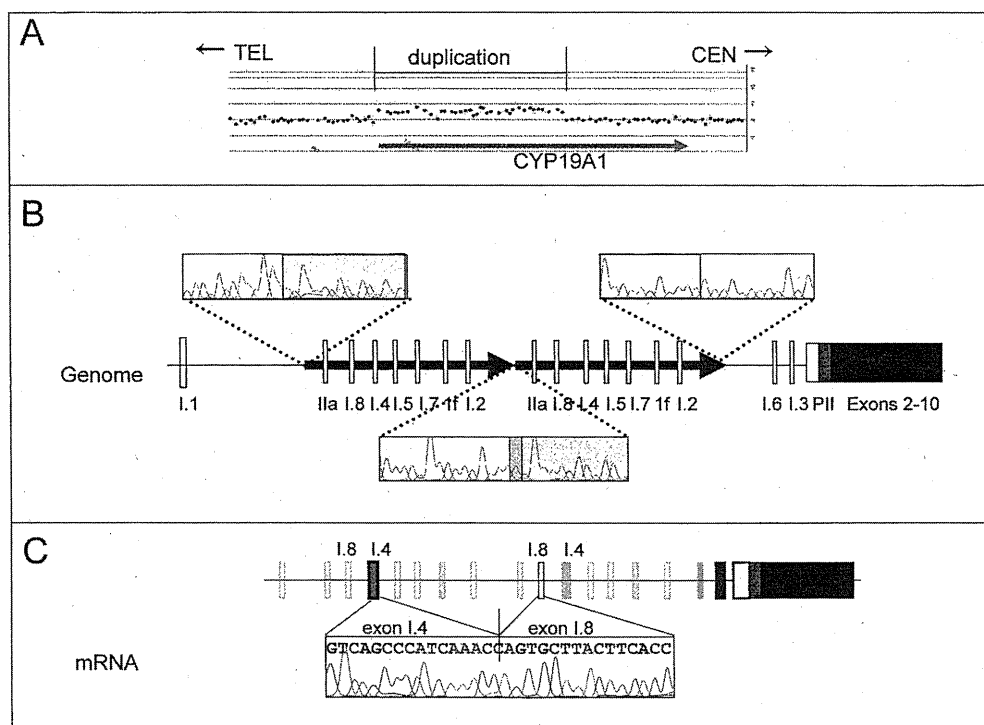 A
← TEL
duplication
CEN →
CYP19A1
B
Genome
I.1
IIa I.8 I.4 I.5 I.7 1f I.2
IIa I.8 I.4 I.5 I.7 1f I.2
I.6 I.3 PII Exons 2-10
C
I.8 I.4
I.8 I.4
exon I.4
exon I.8
GTCAGCCCATCAAACCAGTGCTTACTTCACC
mRNA